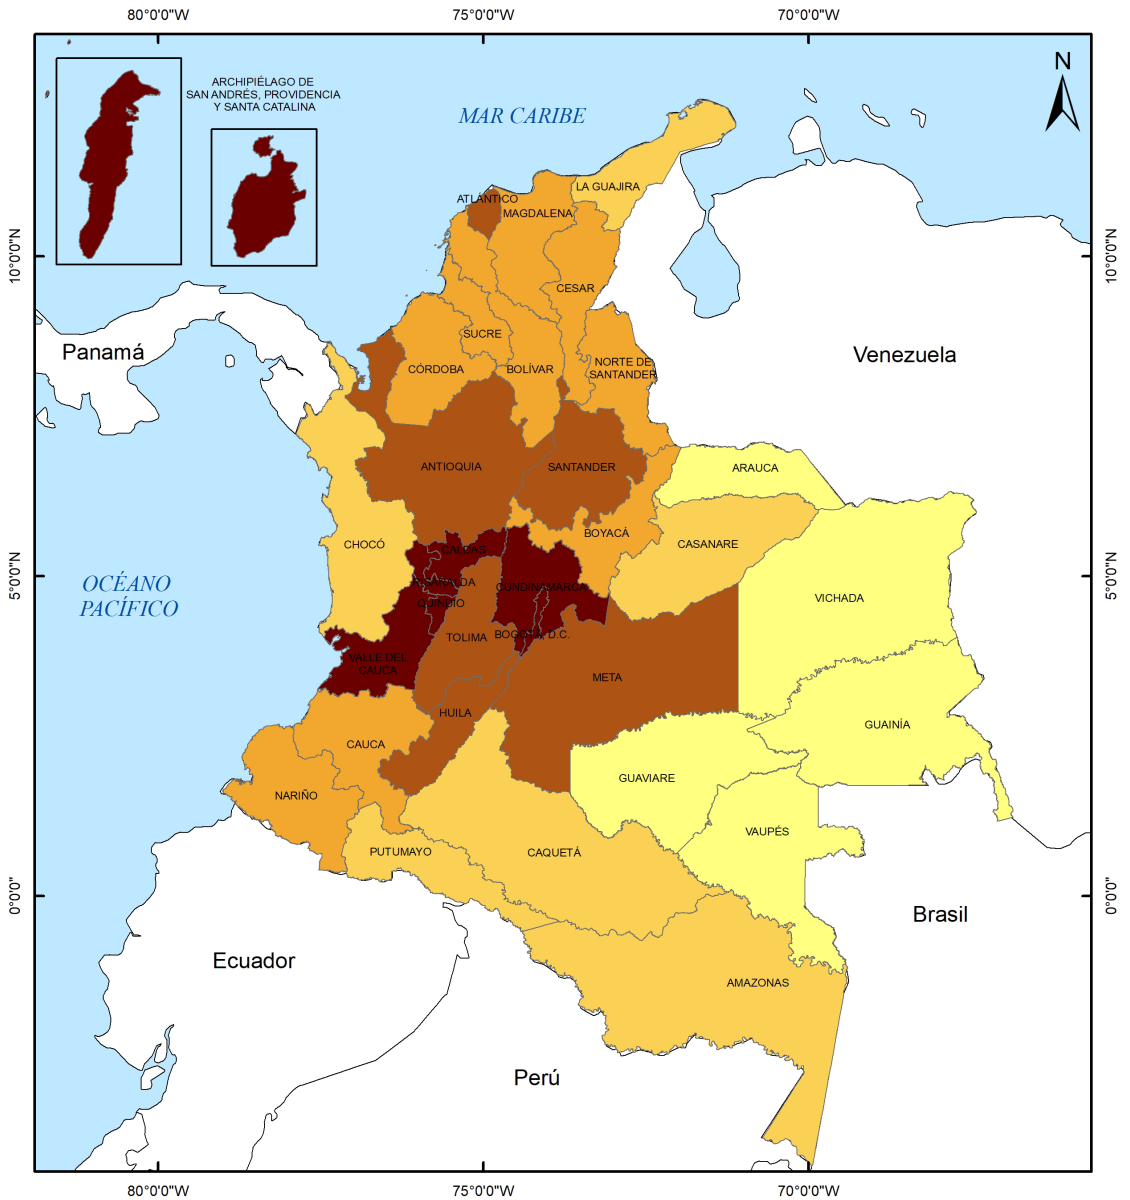 80°0'0"W
75°0'0"W
70°0'0"W
ARCHIPIÉLAGO DE
SAN ANDRÉS, PROVIDENCIA
Y SANTA CATALINA
MAR CARIBE
N
ATLÁNTICO
LA GUAJIRA
MAGDALENA
10°0'0"N
10°0'0"N
CESAR
SUCRE
Panamá
Venezuela
CÓRDOBA
BOLÍVAR
NORTE DE
SANTANDER
ANTIOQUIA
SANTANDER
ARAUCA
BOYACÁ
CHOCÓ
CASANARE
CALDAS
5°0'0"N
5°0'0"N
OCÉANO
PACÍFICO
RISARALDA
CUNDINAMARCA
VICHADA
QUINDÍO
TOLIMA
BOGOTÁ, D.C.
VALLE DEL
CAUCA
META
HUILA
GUAINÍA
CAUCA
GUAVIARE
NARIÑO
VAUPÉS
PUTUMAYO
CAQUETÁ
0°0'0"
0°0'0"
Brasil
Ecuador
AMAZONAS
Perú
80°0'0"W
75°0'0"W
70°0'0"W